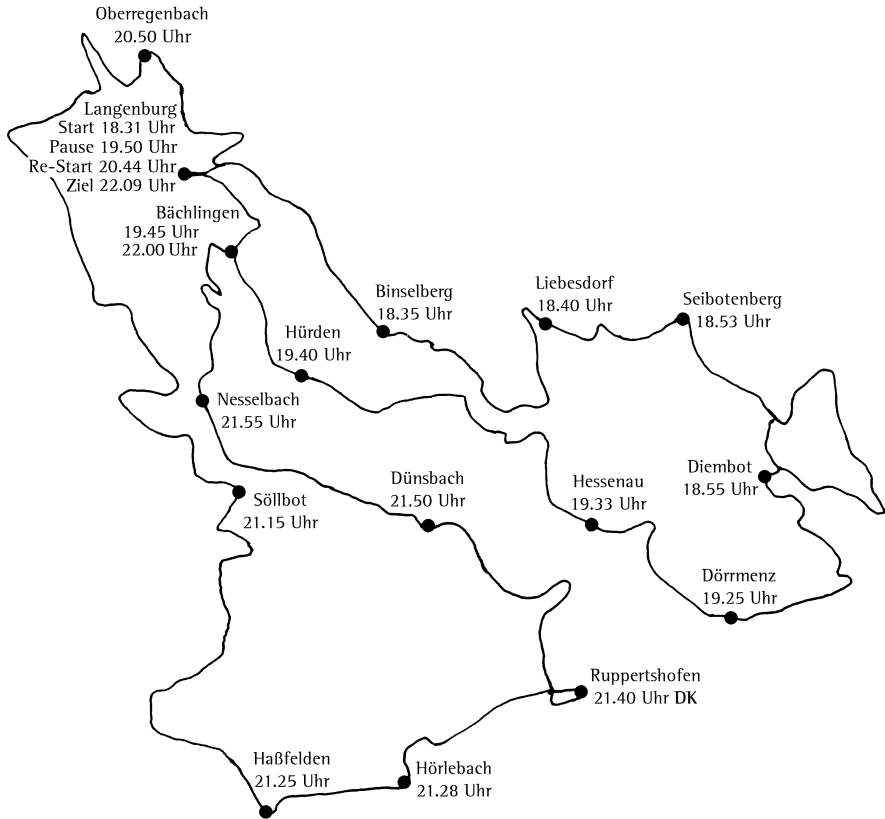 Oberregenbach
20.50 Uhr
Langenburg
Start 18.31 Uhr
Pause 19.50 Uhr
Re-Start 20.44 Uhr
Ziel 22.09 Uhr
Bächlingen
19.45 Uhr
22.00 Uhr
Binselberg
18.35 Uhr
Liebesdorf
18.40 Uhr
Seibotenberg
18.53 Uhr
Hürden
19.40 Uhr
Nesselbach
21.55 Uhr
Söllbot
21.15 Uhr
Dünsbach
21.50 Uhr
Hessenau
19.33 Uhr
Diembot
18.55 Uhr
Dörrmenz
19.25 Uhr
Ruppertshofen
21.40 Uhr DK
Haßfelden
21.25 Uhr
Hörlebach
21.28 Uhr